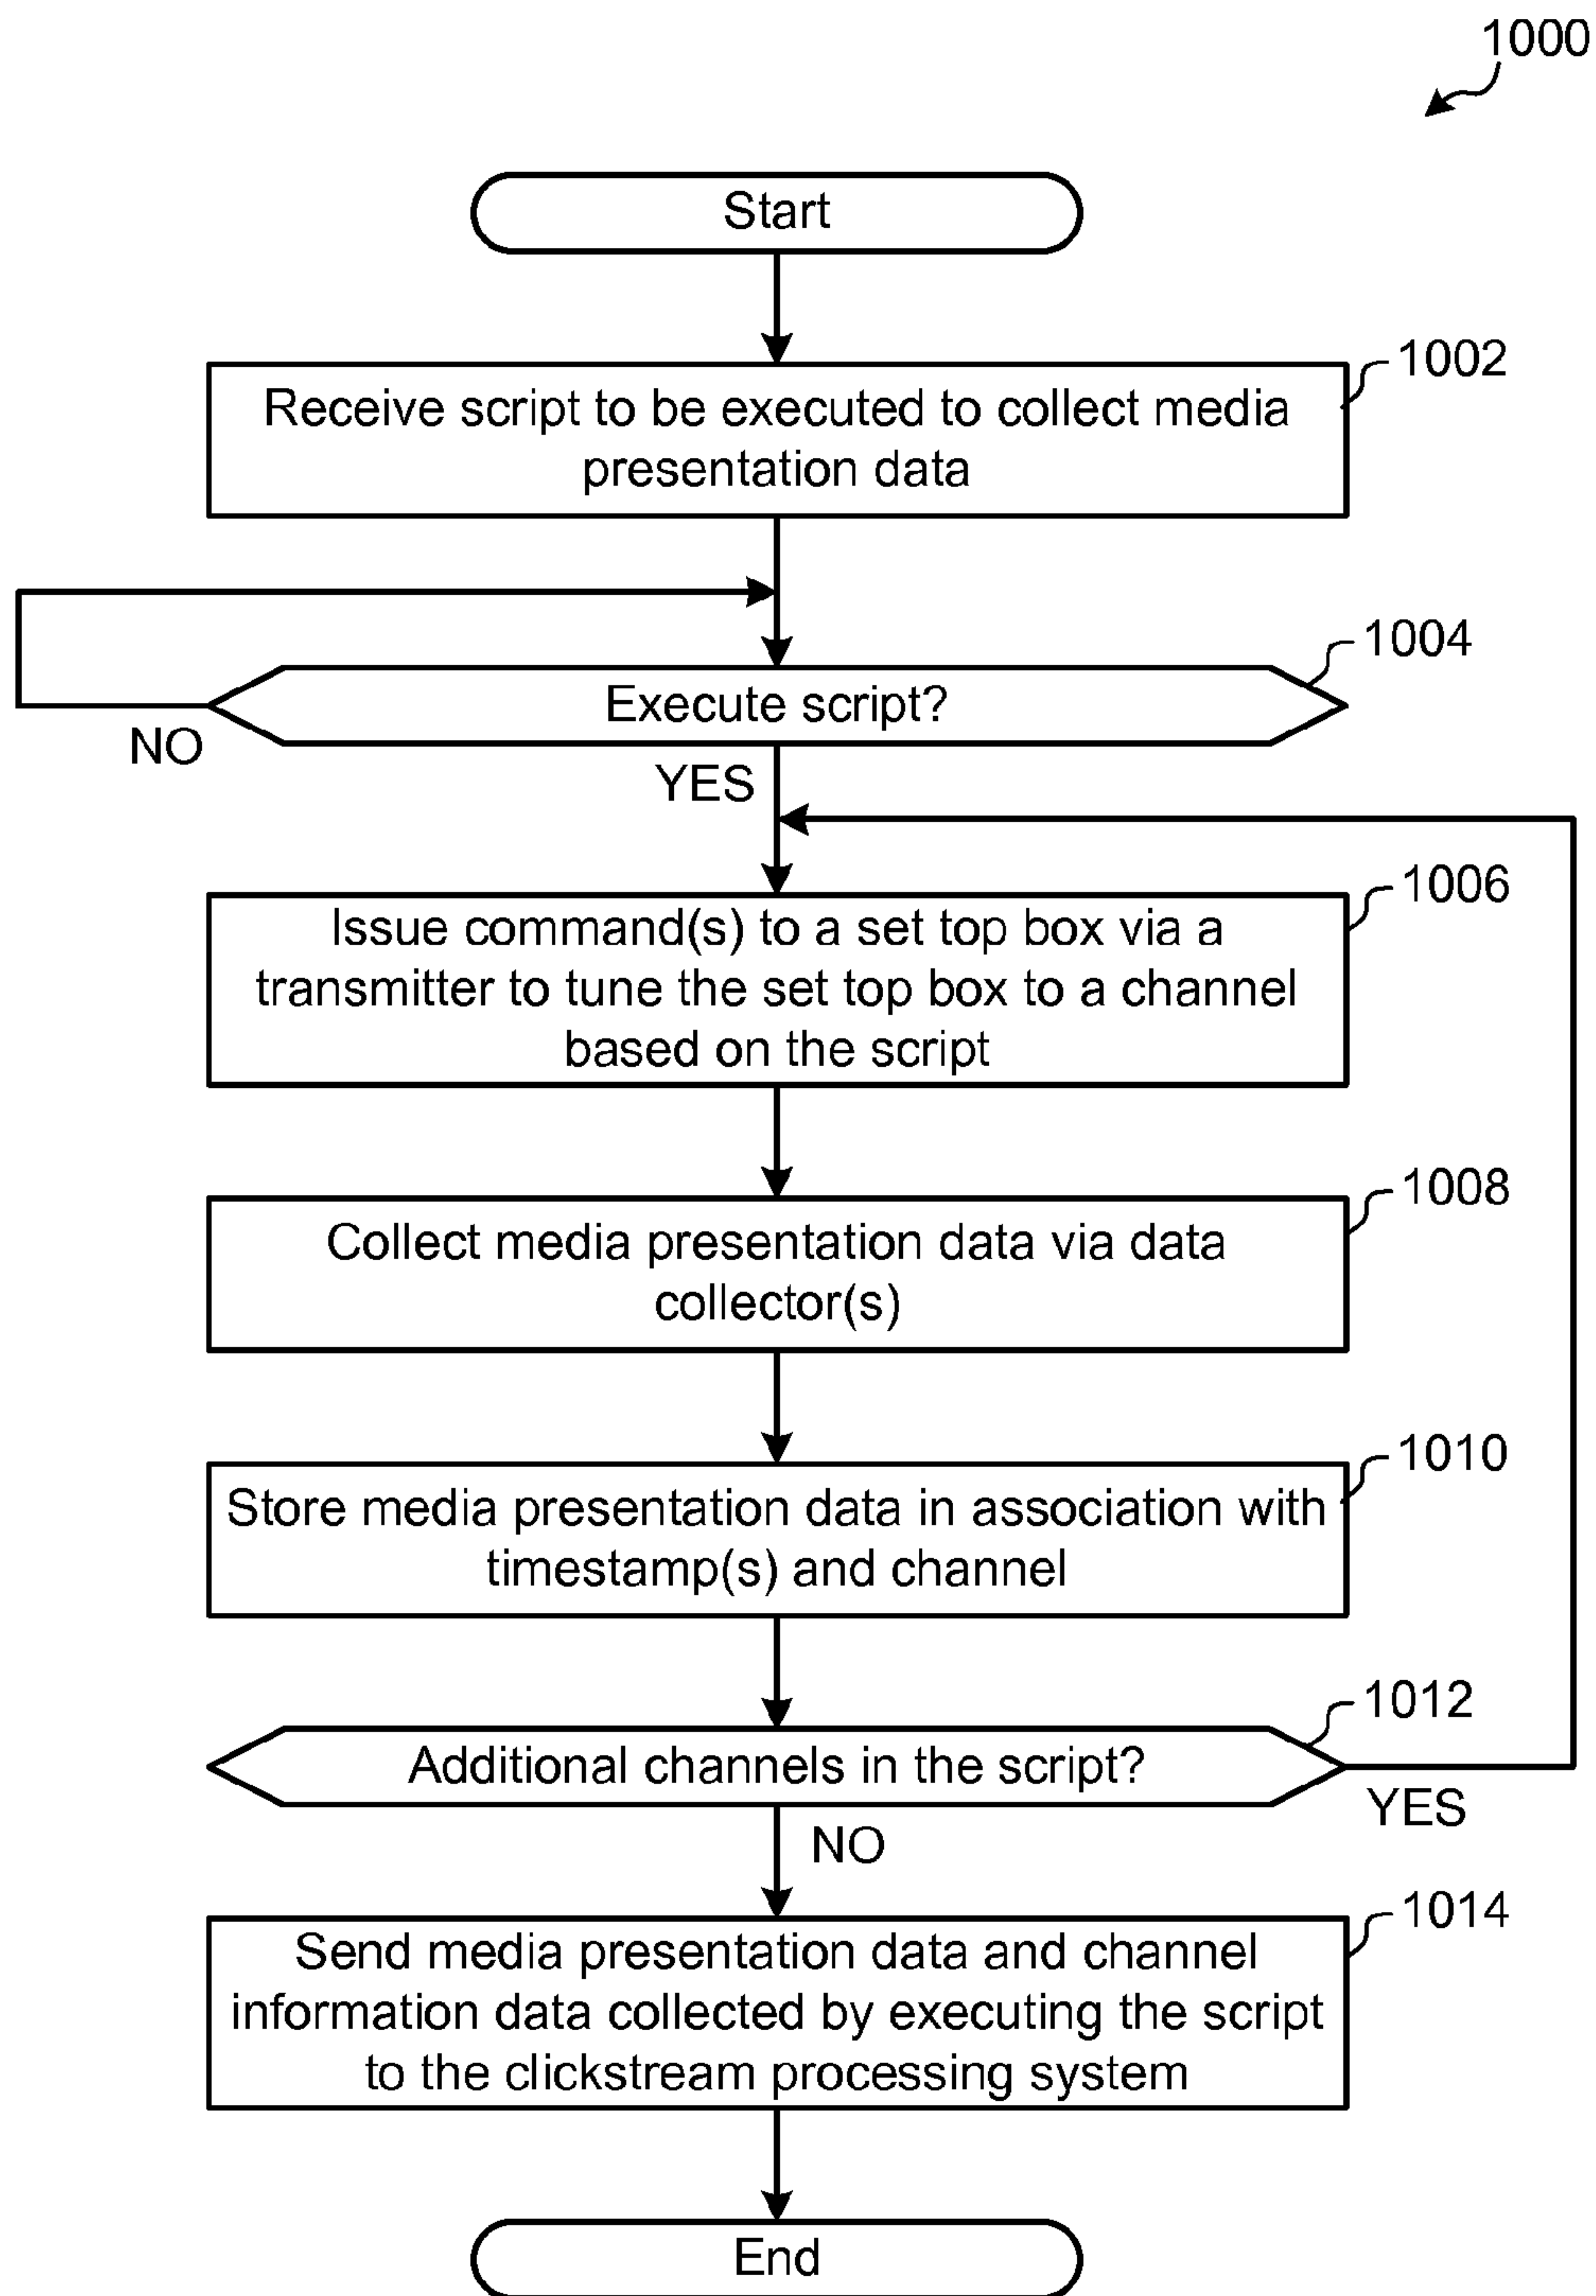 1000
Start
1002
Receive script to be executed to collect media
presentation data
1004
Execute script?
NO
YES
1006
Issue command(s) to a set top box via a
transmitter to tune the set top box to a channel
based on the script
1008
Collect media presentation data via data
collector(s)
1010
Store media presentation data in association with
timestamp(s) and channel
1012
Additional channels in the script?
YES
NO
1014
Send media presentation data and channel
information data collected by executing the script
to the clickstream processing system
End